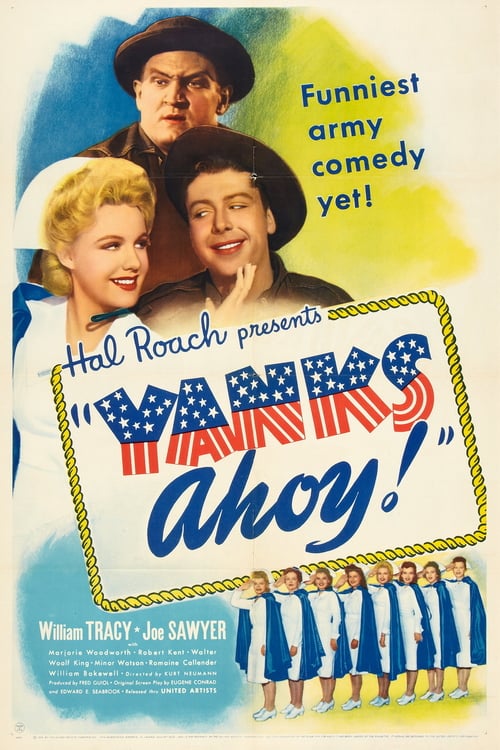 Funniest
army
comedy
yet!
Hal Roach presents
"YANKS
ahoy!"
William TRACY ★ Joe SAWYER
with
Marjorie Woodworth • Robert Kent • Walter
Woolf King • Minor Watson • Romaine Callender
William Bakewell • Directed by KURT NEUMANN
Produced by FRED GUIOL • Original Screen Play by EUGENE CONRAD
and EDWARD E. SEABROOK • Released thru UNITED ARTISTS